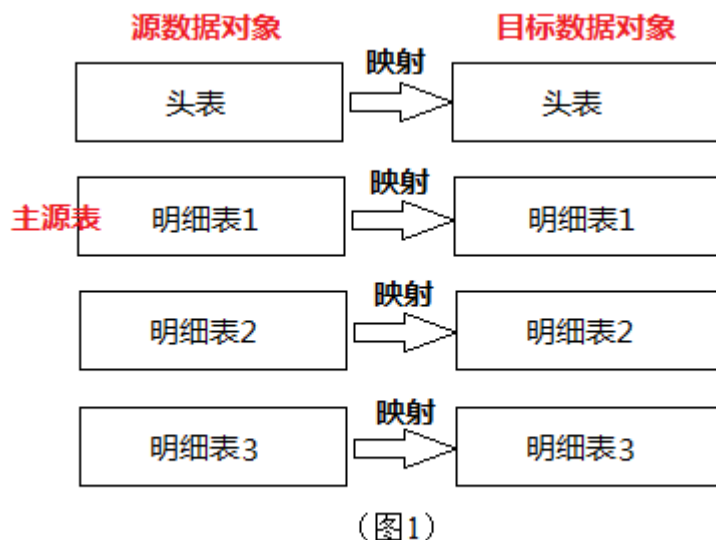 源数据对象 目标数据对象
映射
头表 头表
映射
主源表 明细表1 明细表1
映射
明细表2 明细表2
映射
明细表3 明细表3
（图1）